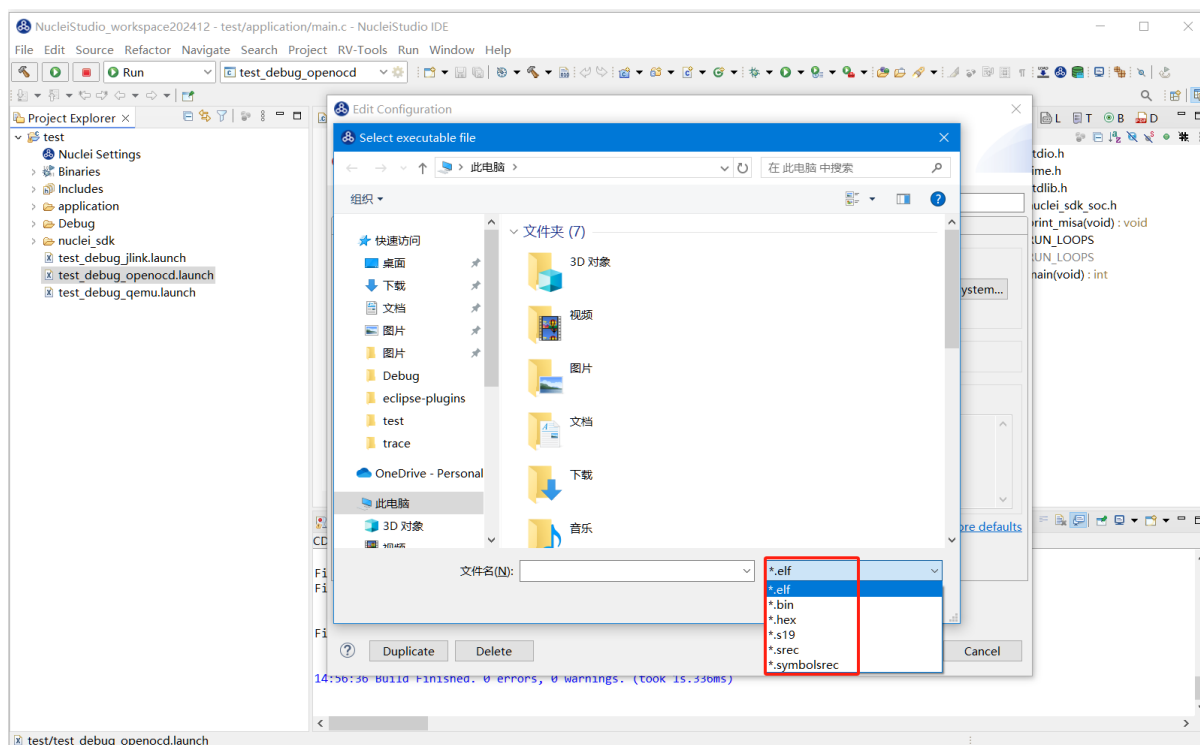 NucleiStudio_workspace202412 - test/application/main.c - NucleiStudio IDE
File Edit Source Refactor Navigate Search Project RV-Tools Run Window Help
Run
test_debug_openocd
Project Explorer
test
Nuclei Settings
Binaries
Includes
application
Debug
nuclei_sdk
test_debug_jlink.launch
test_debug_openocd.launch
test_debug_qemu.launch
Edit Configuration
Select executable file
此电脑
在 此电脑 中搜索
组织
快速访问
桌面
下载
文档
图片
图片
Debug
eclipse-plugins
test
trace
OneDrive - Personal
此电脑
3D 对象
视频
文件夹 (7)
3D 对象
视频
图片
文档
下载
音乐
文件名(N):
*.elf
*.elf
*.bin
*.hex
*.s19
*.srec
*.symbolsrec
ystem...
ore defaults
Duplicate
Delete
Cancel
L T B D
tdio.h
ime.h
tdlib.h
uclei_sdk_soc.h
rint_misa(void) : void
RUN_LOOPS
RUN_LOOPS
main(void) : int
CD
Fi
Fi
Fi
14:56:36 Build Finished. 0 errors, 0 warnings. (took 1s.336ms)
test/test_debug_openocd.launch